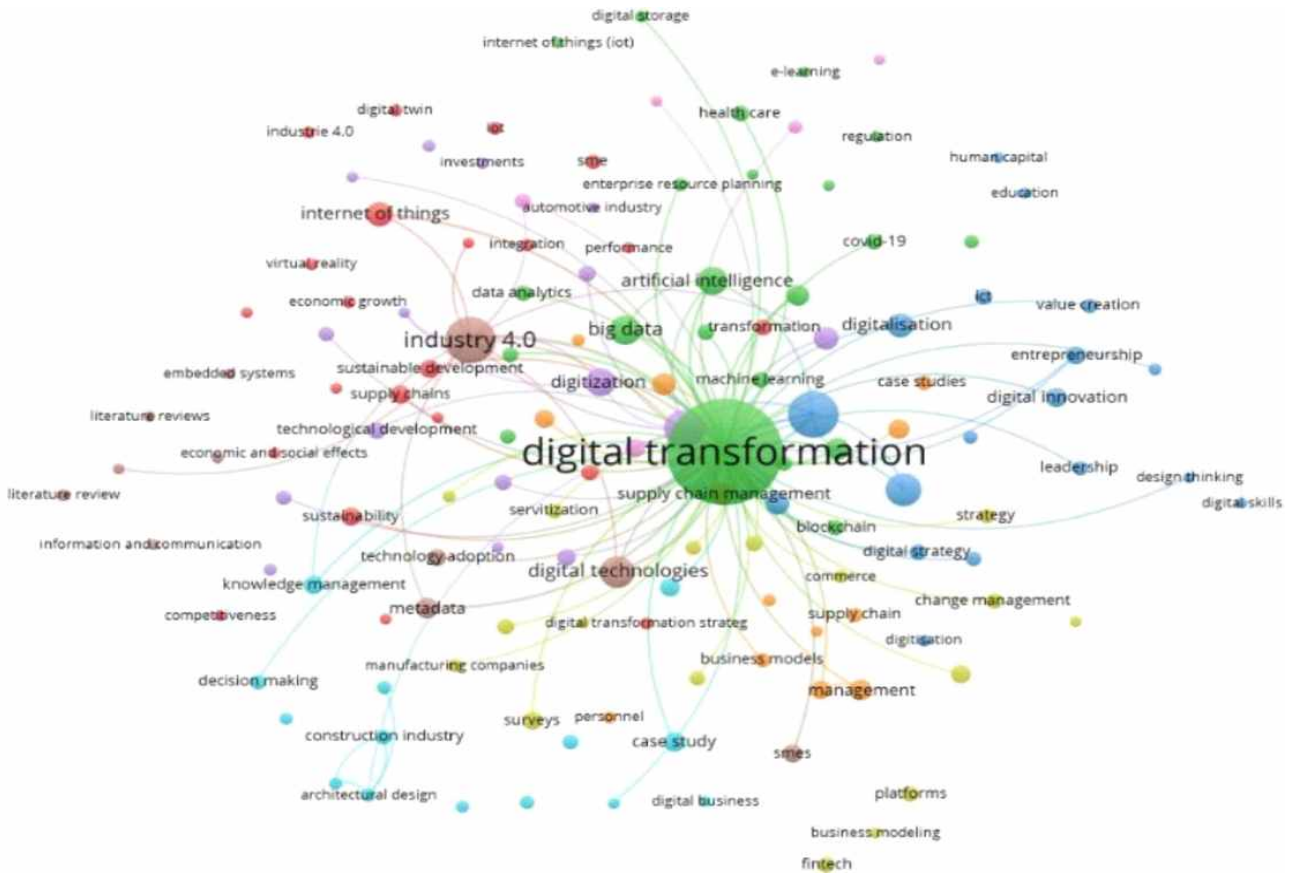 digital storage
internet of things (iot)
e-learning
digital twin
health care
industrie 4.0
iot
regulation
human capital
investments
sme
enterprise resource planning
education
automotive industry
internet of things
covid-19
integration
performance
virtual reality
artificial intelligence
data analytics
ict
economic growth
value creation
big data
transformation
digitalisation
industry 4.0
entrepreneurship
sustainable development
embedded systems
digitization
machine learning
case studies
supply chains
digital innovation
literature reviews
technological development
economic and social effects
digital transformation
leadership
design thinking
literature review
supply chain management
digital skills
servitization
sustainability
strategy
blockchain
information and communication
technology adoption
digital strategy
digital technologies
knowledge management
commerce
change management
metadata
competitiveness
supply chain
digital transformation strateg
digitisation
business models
manufacturing companies
decision making
management
surveys
personnel
construction industry
case study
smes
architectural design
digital business
platforms
business modeling
fintech